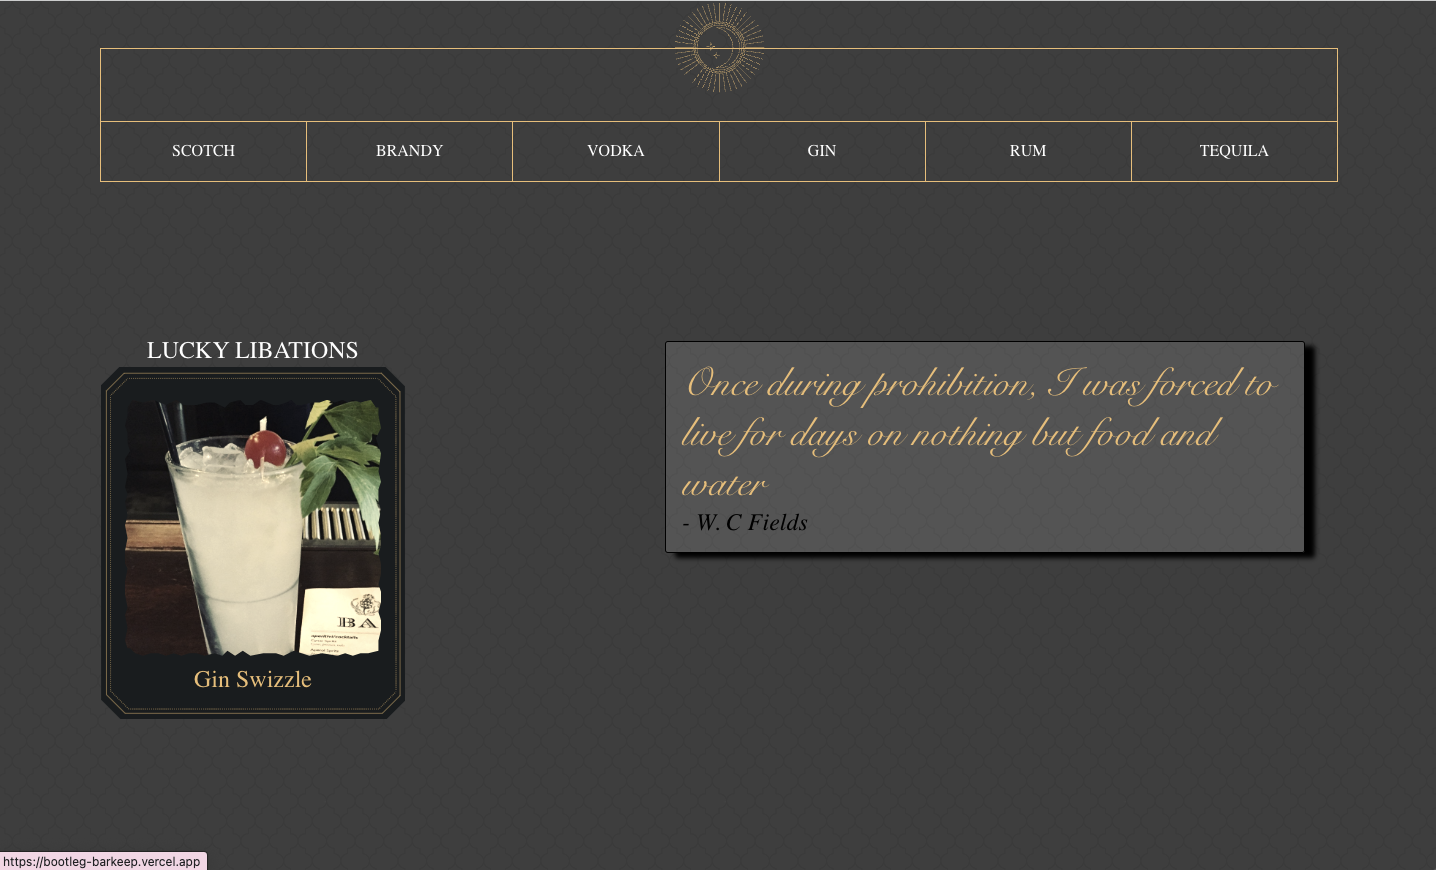 SCOTCH
BRANDY
VODKA
GIN
RUM
TEQUILA
LUCKY LIBATIONS
BA
Gin Swizzle
Once during prohibition, I was forced to
live for days on nothing but food and
water
- W. C Fields
https://bootleg-barkeep.vercel.app